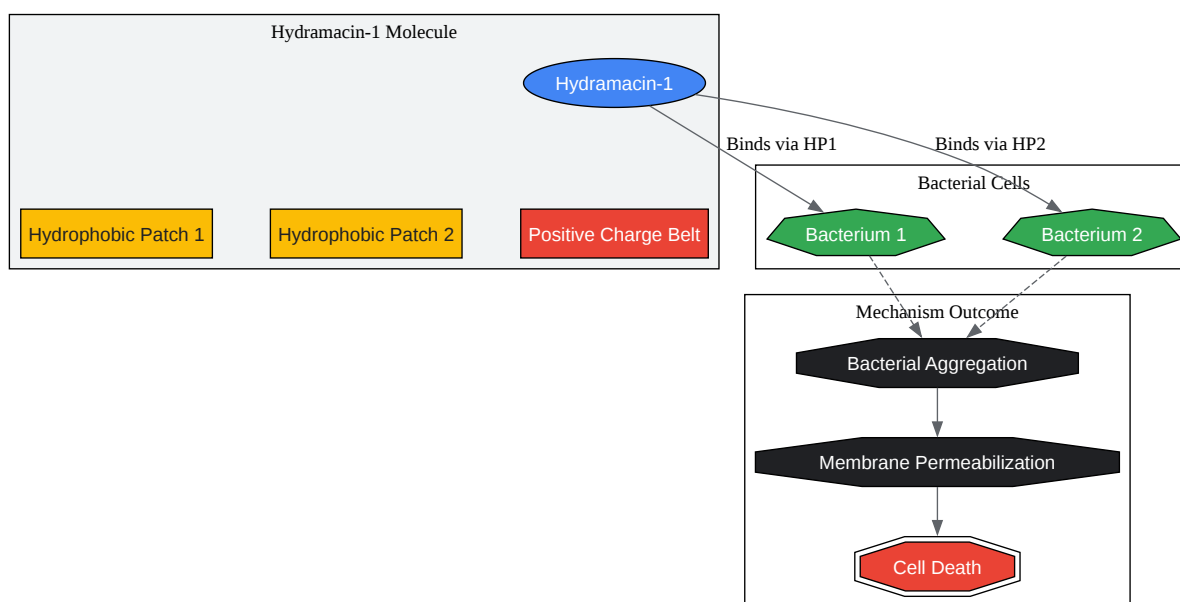 Hydramacin-1 Molecule
Hydramacin-1
Binds via HP1
Binds via HP2
Bacterial Cells
Hydrophobic Patch 1
Hydrophobic Patch 2
Positive Charge Belt
Bacterium 1
Bacterium 2
Mechanism Outcome
Bacterial Aggregation
Membrane Permeabilization
Cell Death